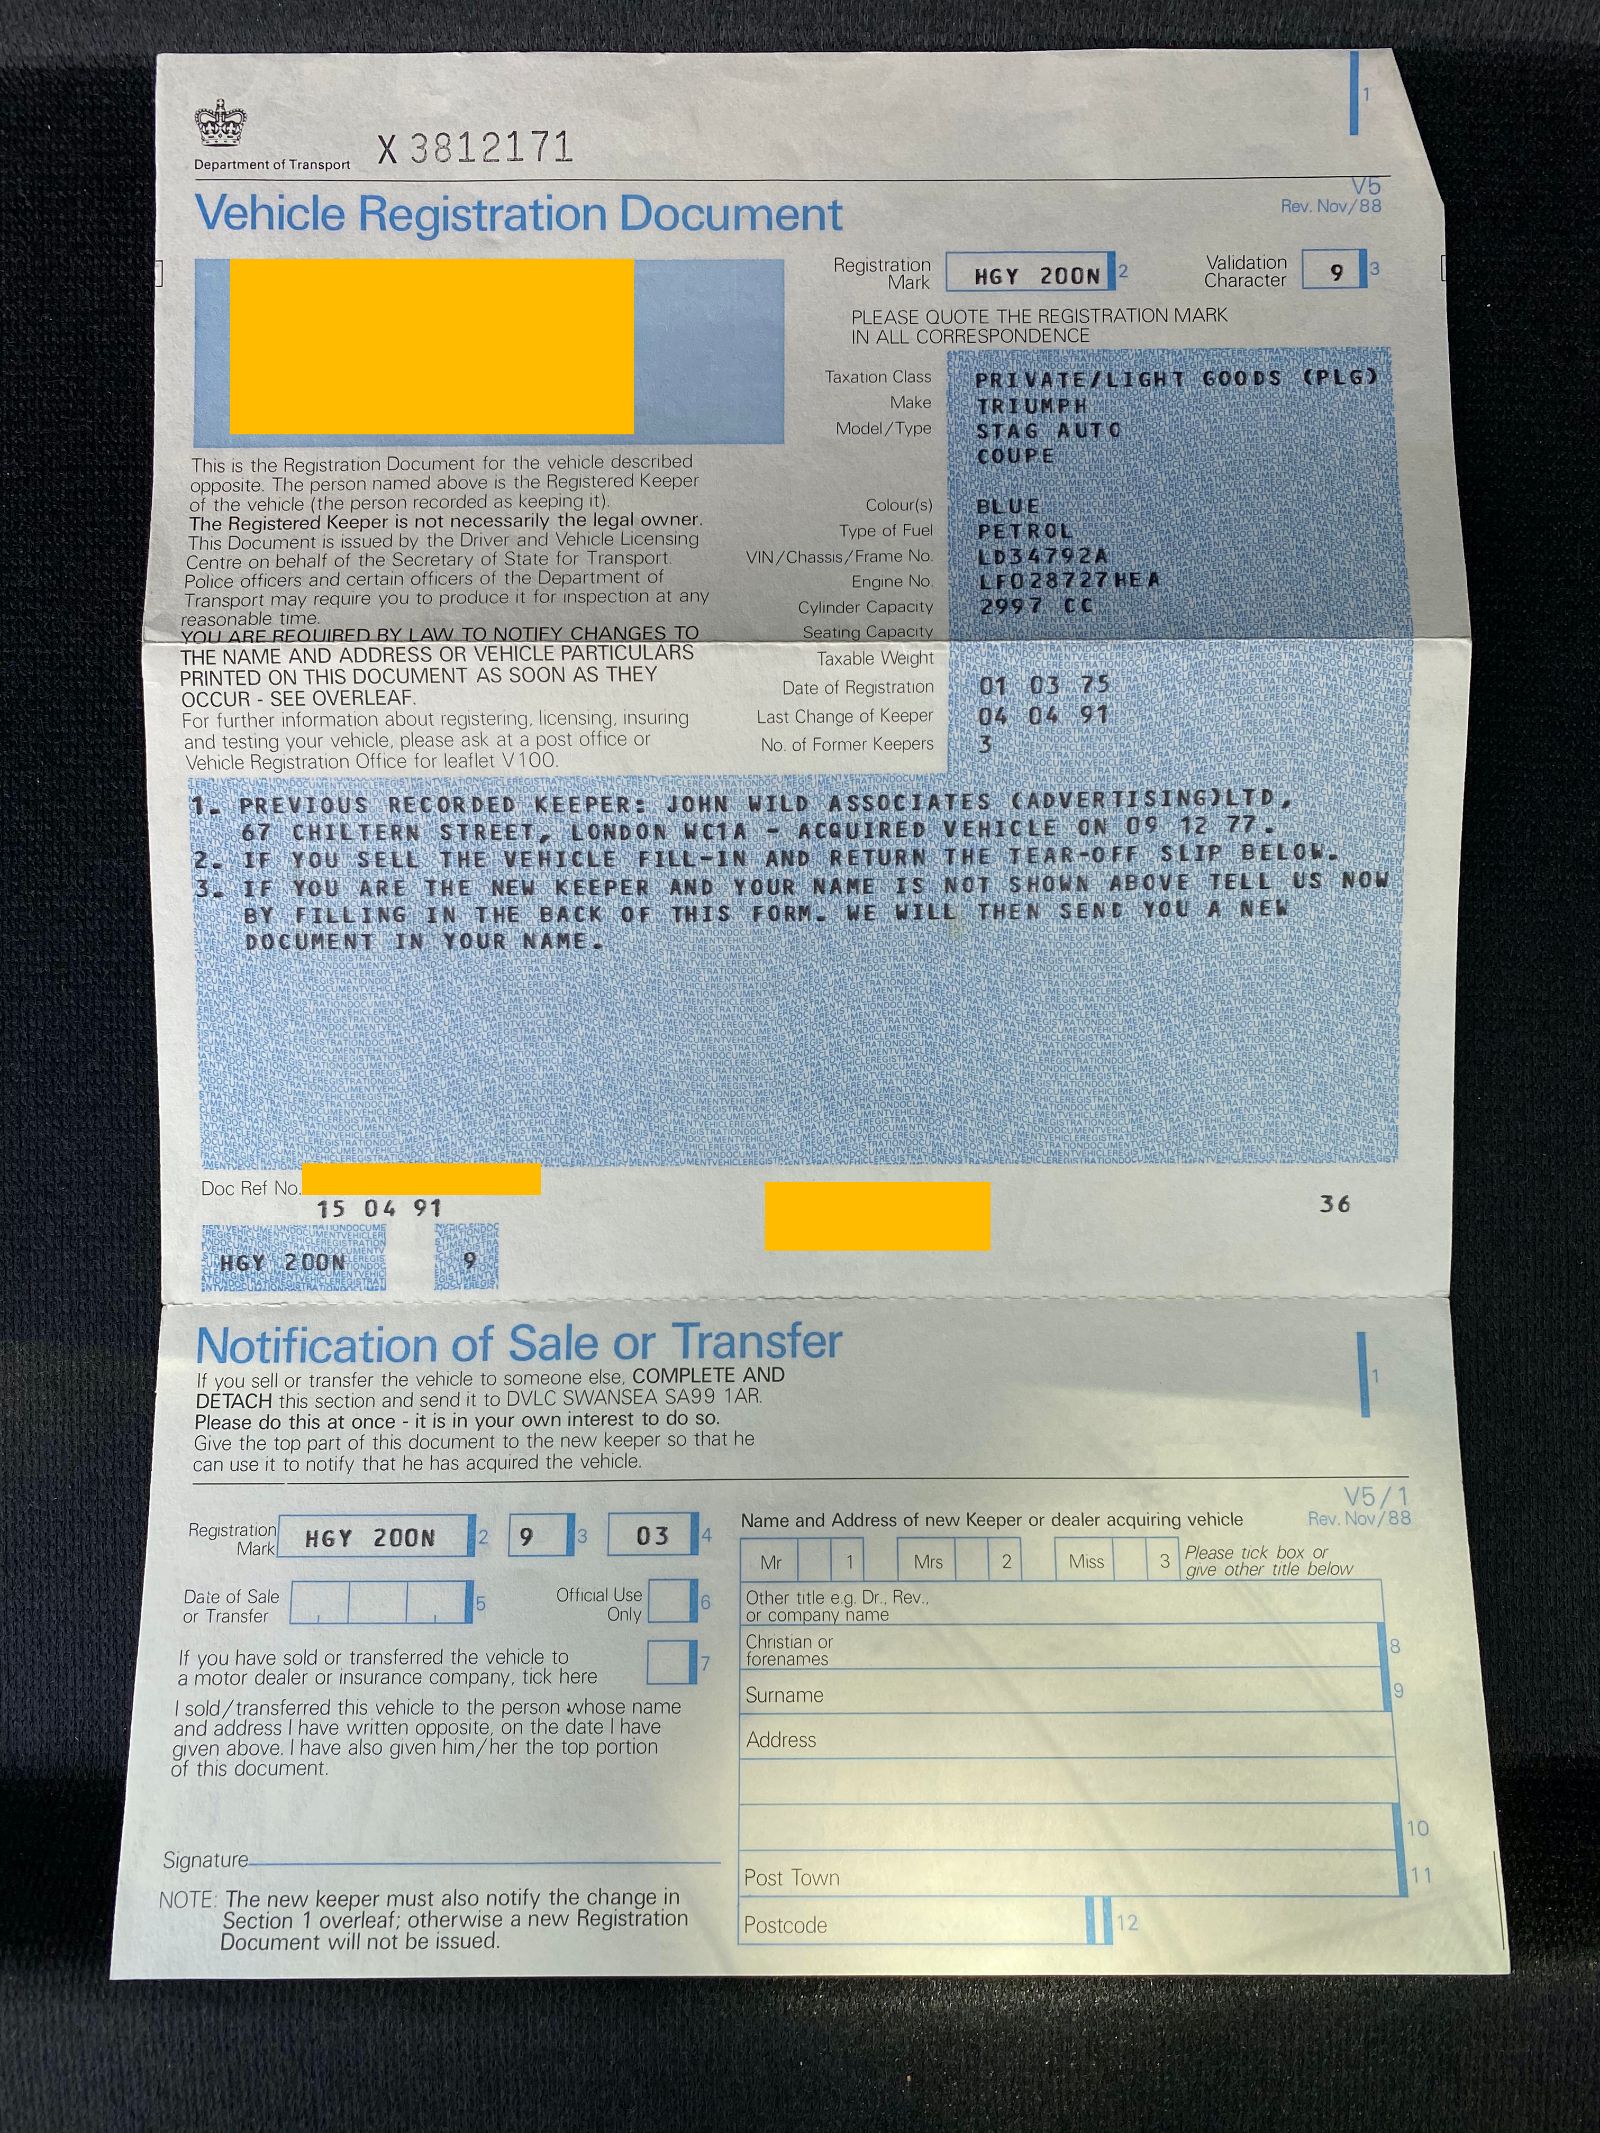 1
Department of Transport
X 3812171
V5
Rev. Nov/88
Vehicle Registration Document
Registration Mark HGY 200N 2 Validation Character 9 3
PLEASE QUOTE THE REGISTRATION MARK
IN ALL CORRESPONDENCE
Taxation Class PRIVATE/LIGHT GOODS (PLG)
Make TRIUMPH
Model/Type STAG AUTO
COUPE
Colour(s) BLUE
Type of Fuel PETROL
VIN/Chassis/Frame No. LD34792A
Engine No. LF028727HEA
Cylinder Capacity 2997 CC
Seating Capacity
Taxable Weight
Date of Registration 01 03 75
Last Change of Keeper 04 04 91
No. of Former Keepers 3
This is the Registration Document for the vehicle described
opposite. The person named above is the Registered Keeper
of the vehicle (the person recorded as keeping it).
The Registered Keeper is not necessarily the legal owner.
This Document is issued by the Driver and Vehicle Licensing
Centre on behalf of the Secretary of State for Transport.
Police officers and certain officers of the Department of
Transport may require you to produce it for inspection at any
reasonable time.
YOU ARE REQUIRED BY LAW TO NOTIFY CHANGES TO
THE NAME AND ADDRESS OR VEHICLE PARTICULARS
PRINTED ON THIS DOCUMENT AS SOON AS THEY
OCCUR - SEE OVERLEAF.
For further information about registering, licensing, insuring
and testing your vehicle, please ask at a post office or
Vehicle Registration Office for leaflet V100.
1. PREVIOUS RECORDED KEEPER: JOHN WILD ASSOCIATES (ADVERTISING)LTD,
67 CHILTERN STREET, LONDON WC1A - ACQUIRED VEHICLE ON 09 12 77.
2. IF YOU SELL THE VEHICLE FILL-IN AND RETURN THE TEAR-OFF SLIP BELOW.
3. IF YOU ARE THE NEW KEEPER AND YOUR NAME IS NOT SHOWN ABOVE TELL US NOW
BY FILLING IN THE BACK OF THIS FORM. WE WILL THEN SEND YOU A NEW
DOCUMENT IN YOUR NAME.
Doc Ref No.
15 04 91
36
HGY 200N 9
Notification of Sale or Transfer
1
If you sell or transfer the vehicle to someone else, COMPLETE AND
DETACH this section and send it to DVLC SWANSEA SA99 1AR.
Please do this at once - it is in your own interest to do so.
Give the top part of this document to the new keeper so that he
can use it to notify that he has acquired the vehicle.
V5/1
Rev. Nov/88
Registration Mark HGY 200N 2 9 3 03 4
Date of Sale or Transfer 5 Official Use Only 6
If you have sold or transferred the vehicle to
a motor dealer or insurance company, tick here 7
I sold/transferred this vehicle to the person whose name
and address I have written opposite, on the date I have
given above. I have also given him/her the top portion
of this document.
Signature
NOTE: The new keeper must also notify the change in
Section 1 overleaf; otherwise a new Registration
Document will not be issued.
Name and Address of new Keeper or dealer acquiring vehicle
Mr 1 Mrs 2 Miss 3 Please tick box or
give other title below
Other title e.g. Dr., Rev.,
or company name
Christian or
forenames 8
Surname 9
Address
10
Post Town 11
Postcode 12